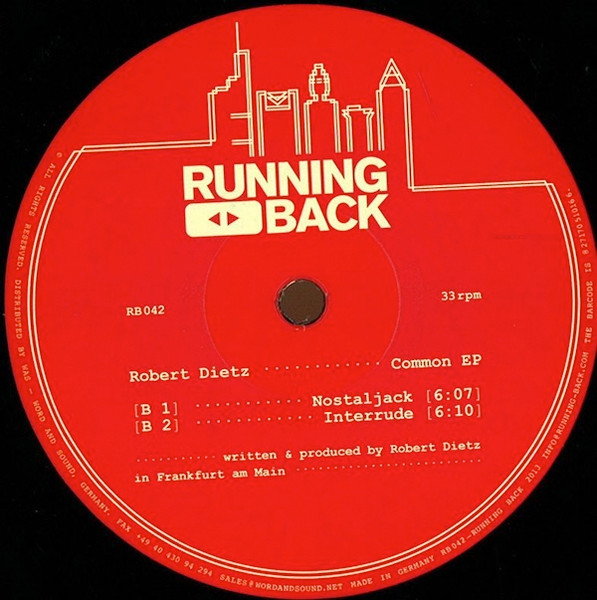 RUNNING
BACK
RB042
33rpm
Robert Dietz ············· Common EP
[B 1] ··········· Nostaljack [6:07]
[B 2] ············ Interrude [6:10]
··········· written & produced by Robert Dietz
in Frankfurt am Main ·························
© ALL RIGHTS RESERVED. DISTRIBUTED BY WAS - WORD AND SOUND, GERMANY. FAX +49 40 430 94 294 SALES@WORDANDSOUND.NET MADE IN GERMANY RB042-RUNNING BACK 2013 INFO@RUNNING-BACK.COM THE BARCODE IS